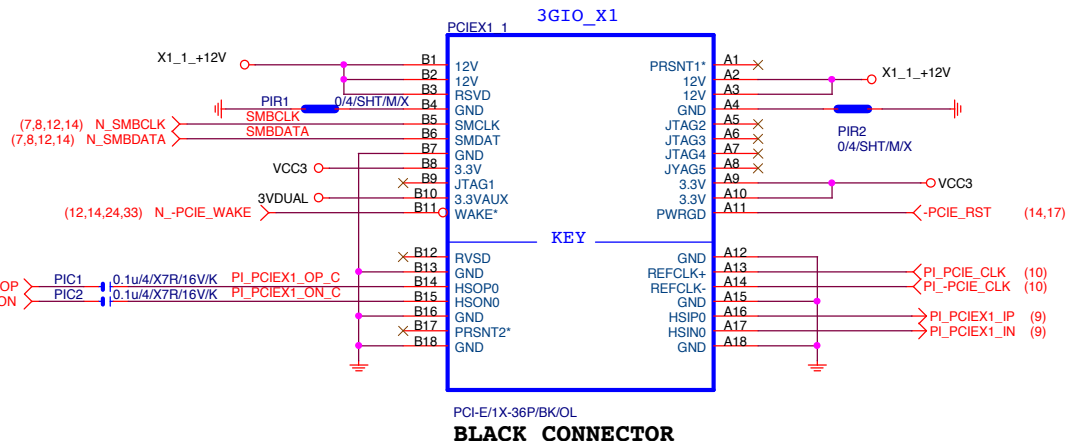 3GIO_X1
PCIEX1_1
X1_1_+12V B1 12V PRSNT1* A1
B2 12V 12V A2 X1_1_+12V
B3 RSVD 12V A3
PIR1 0/4/SHT/M/X B4 GND GND A4
(7,8,12,14) N_SMBCLK SMBCLK B5 SMCLK JTAG2 A5
(7,8,12,14) N_SMBDATA SMBDATA B6 SMDAT JTAG3 A6 PIR2
B7 GND JTAG4 A7 0/4/SHT/M/X
VCC3 B8 3.3V JYAG5 A8
B9 JTAG1 3.3V A9 VCC3
3VDUAL B10 3.3VAUX 3.3V A10
(12,14,24,33) N_-PCIE_WAKE B11 WAKE* PWRGD A11 -PCIE_RST (14,17)
KEY
B12 RVSD GND A12
B13 GND REFCLK+ A13 PI_PCIE_CLK (10)
OP PIC1 0.1u/4/X7R/16V/K PI_PCIEX1_OP_C B14 HSOP0 REFCLK- A14 PI_-PCIE_CLK (10)
ON PIC2 0.1u/4/X7R/16V/K PI_PCIEX1_ON_C B15 HSON0 GND A15
B16 GND HSIP0 A16 PI_PCIEX1_IP (9)
B17 PRSNT2* HSIN0 A17 PI_PCIEX1_IN (9)
B18 GND GND A18
PCI-E/1X-36P/BK/OL
BLACK CONNECTOR